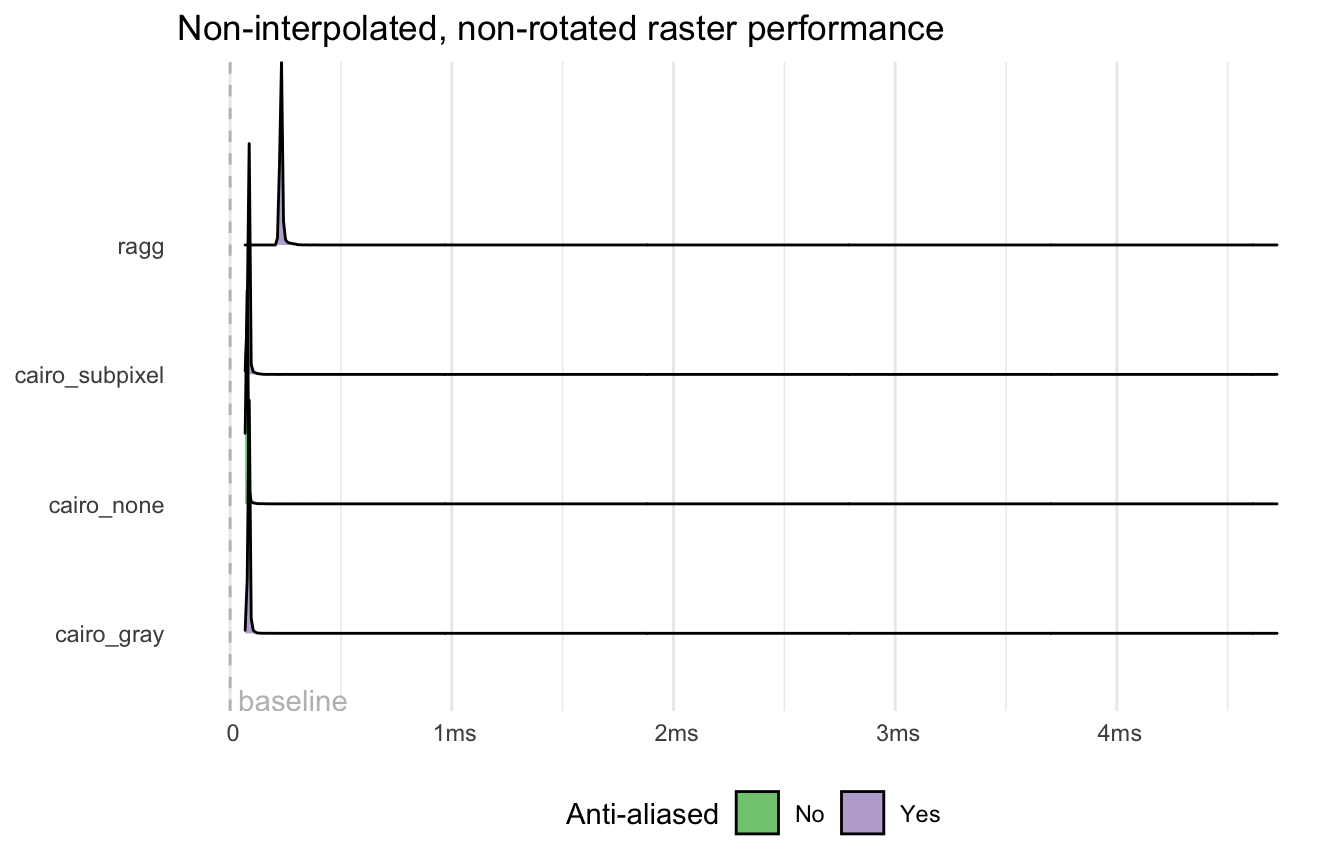 Non-interpolated, non-rotated raster performance
ragg
cairo_subpixel
cairo_none
cairo_gray
baseline
0 1ms 2ms 3ms 4ms
Anti-aliased No Yes